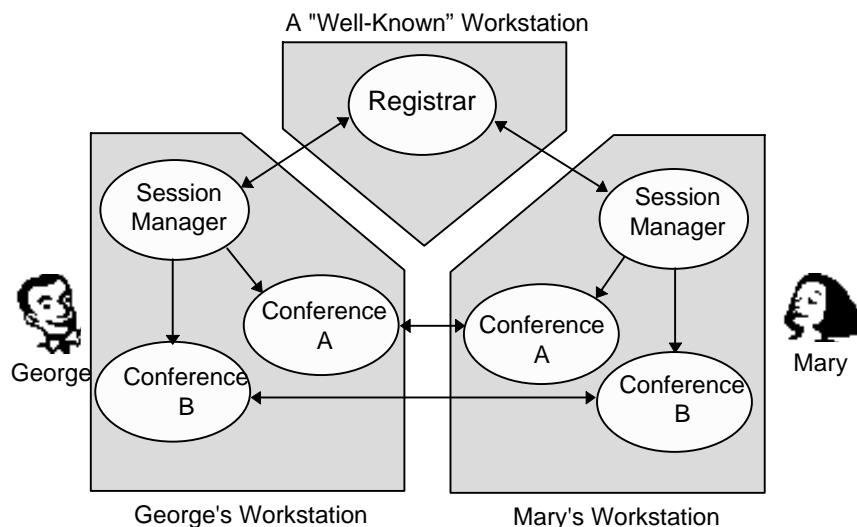 A "Well-Known” Workstation
Registrar
Session
Manager
Session
Manager
Conference
A
Conference
A
George
Conference
B
Conference
B
Mary
George's Workstation
Mary's Workstation